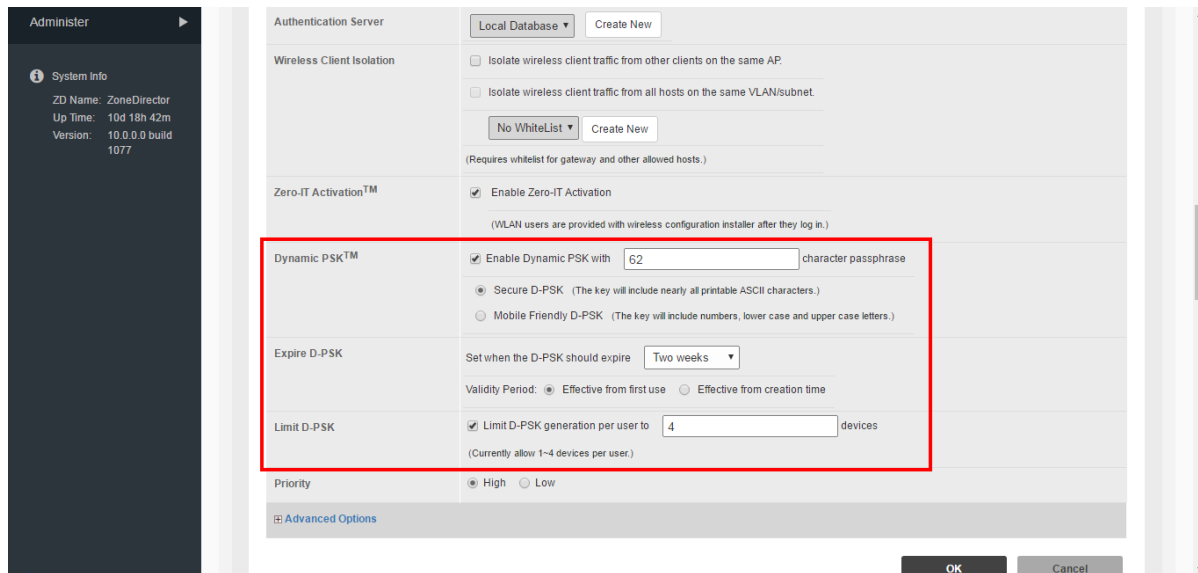 Administer
System Info
ZD Name: ZoneDirector
Up Time: 10d 18h 42m
Version: 10.0.0.0 build
1077
Authentication Server
Local Database
Create New
Wireless Client Isolation
Isolate wireless client traffic from other clients on the same AP.
Isolate wireless client traffic from all hosts on the same VLAN/subnet.
No WhiteList
Create New
(Requires whitelist for gateway and other allowed hosts.)
Zero-IT Activation™
Enable Zero-IT Activation
(WLAN users are provided with wireless configuration installer after they log in.)
Dynamic PSK™
Enable Dynamic PSK with 62 character passphrase
Secure D-PSK (The key will include nearly all printable ASCII characters.)
Mobile Friendly D-PSK (The key will include numbers, lower case and upper case letters.)
Expire D-PSK
Set when the D-PSK should expire Two weeks
Validity Period: Effective from first use Effective from creation time
Limit D-PSK
Limit D-PSK generation per user to 4 devices
(Currently allow 1~4 devices per user.)
Priority
High Low
Advanced Options
OK Cancel